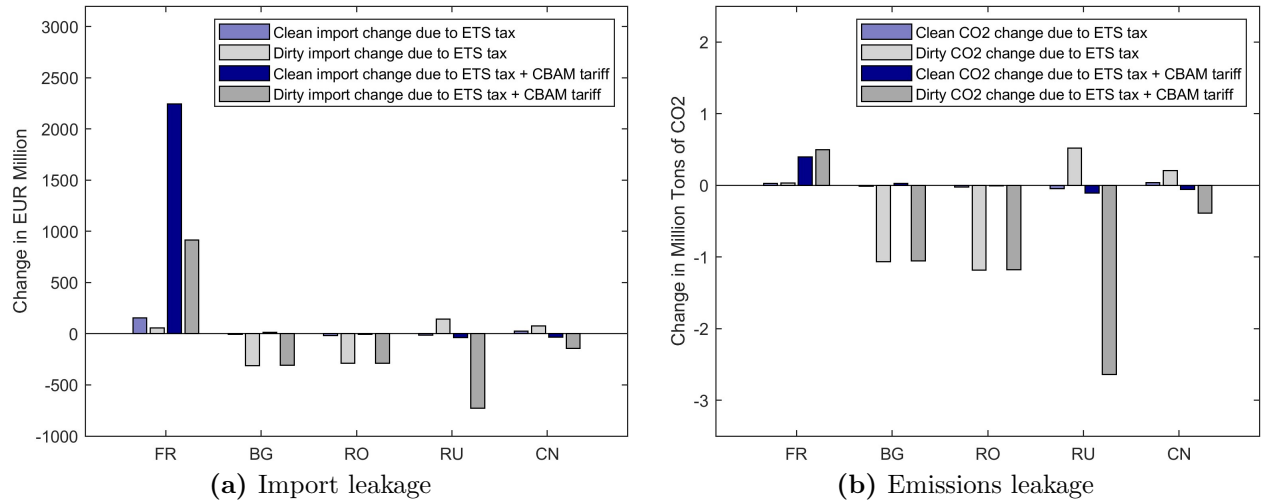 3000
2500
2000
1500
1000
500
0
-500
-1000
Change in EUR Million
Clean import change due to ETS tax
Dirty import change due to ETS tax
Clean import change due to ETS tax + CBAM tariff
Dirty import change due to ETS tax + CBAM tariff
FR BG RO RU CN
(a) Import leakage
2
1
0
-1
-2
-3
Change in Million Tons of CO2
Clean CO2 change due to ETS tax
Dirty CO2 change due to ETS tax
Clean CO2 change due to ETS tax + CBAM tariff
Dirty CO2 change due to ETS tax + CBAM tariff
FR BG RO RU CN
(b) Emissions leakage